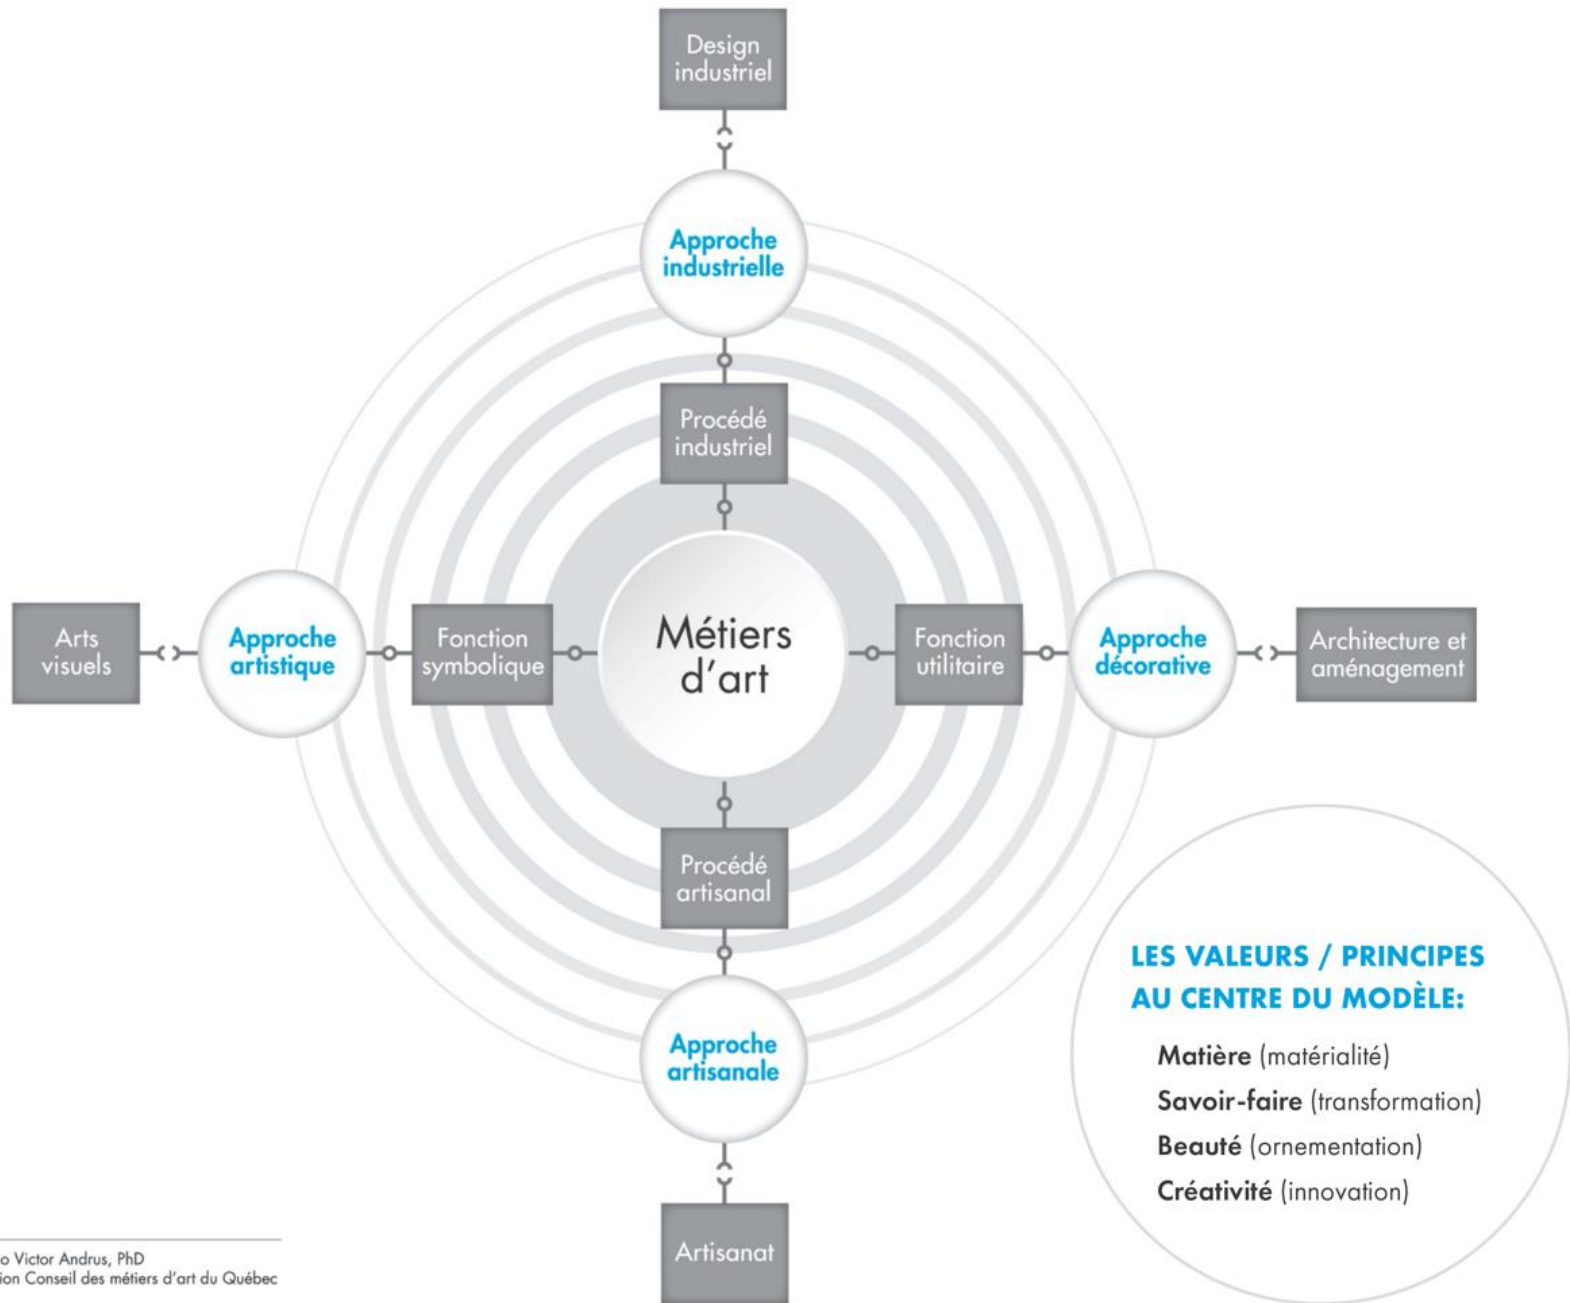 Design
industriel
Approche
industrielle
Procédé
industriel
Arts
visuels
Approche
artistique
Fonction
symbolique
Métiers
d'art
Fonction
utilitaire
Approche
décorative
Architecture et
aménagement
Procédé
artisanal
Approche
artisanale
Artisanat
LES VALEURS / PRINCIPES
AU CENTRE DU MODÈLE:
Matière (matérialité)
Savoir-faire (transformation)
Beauté (ornementation)
Créativité (innovation)
Victor Andrus, PhD
Conseil des métiers d'art du Québec